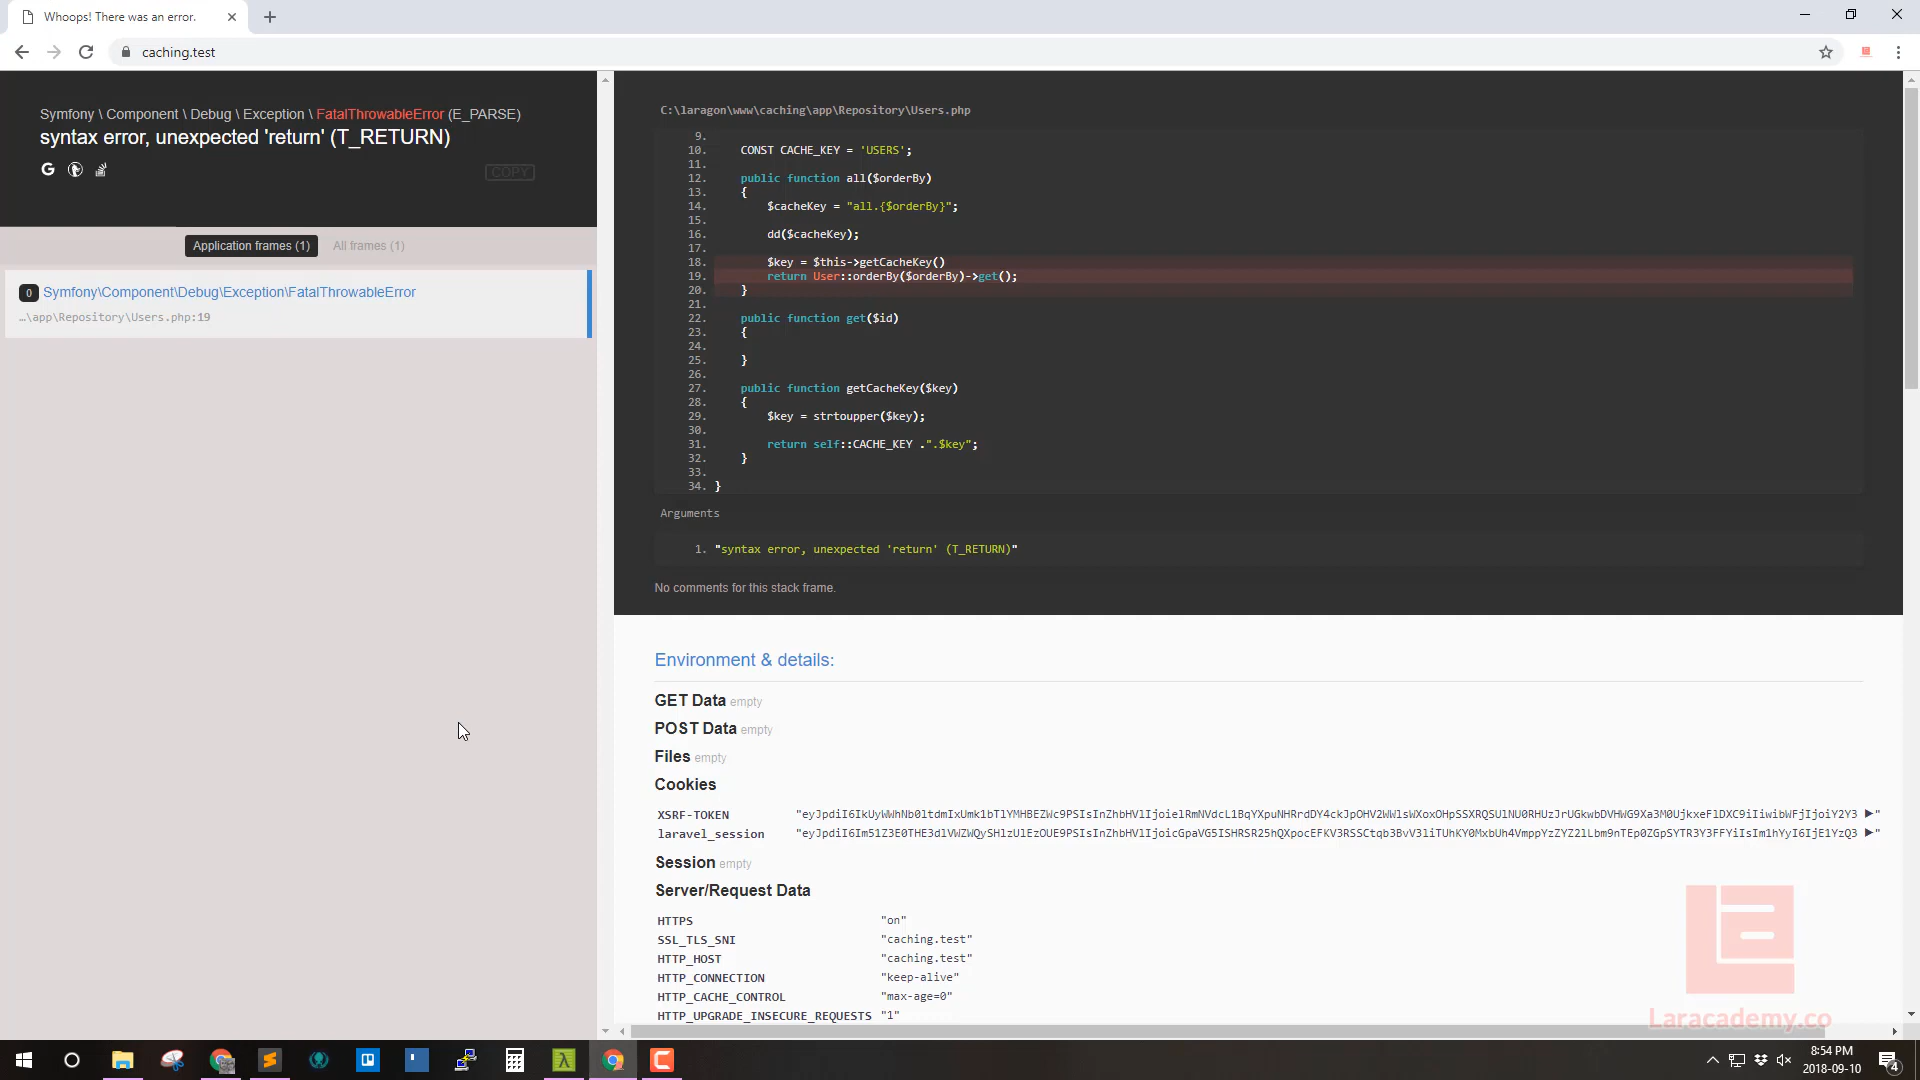 Whoops! There was an error.
caching.test
Symfony \ Component \ Debug \ Exception \ FatalThrowableError (E_PARSE)
syntax error, unexpected 'return' (T_RETURN)
COPY
Application frames (1)
All frames (1)
0 Symfony\Component\Debug\Exception\FatalThrowableError
…\app\Repository\Users.php:19
C:\laragon\www\caching\app\Repository\Users.php
9.
10. CONST CACHE_KEY = 'USERS';
11.
12. public function all($orderBy)
13. {
14. $cacheKey = "all.{$orderBy}";
15.
16. dd($cacheKey);
17.
18. $key = $this->getCacheKey()
19. return User::orderBy($orderBy)->get();
20. }
21.
22. public function get($id)
23. {
24.
25. }
26.
27. public function getCacheKey($key)
28. {
29. $key = strtoupper($key);
30.
31. return self::CACHE_KEY .".$key";
32. }
33.
34. }
Arguments
1. "syntax error, unexpected 'return' (T_RETURN)"
No comments for this stack frame.
Environment & details:
GET Data empty
POST Data empty
Files empty
Cookies
XSRF-TOKEN
laravel_session
Session empty
Server/Request Data
HTTPS "on"
SSL_TLS_SNI "caching.test"
HTTP_HOST "caching.test"
HTTP_CONNECTION "keep-alive"
HTTP_CACHE_CONTROL "max-age=0"
HTTP_UPGRADE_INSECURE_REQUESTS "1"
Laracademy.co
8:54 PM
2018-09-10
4